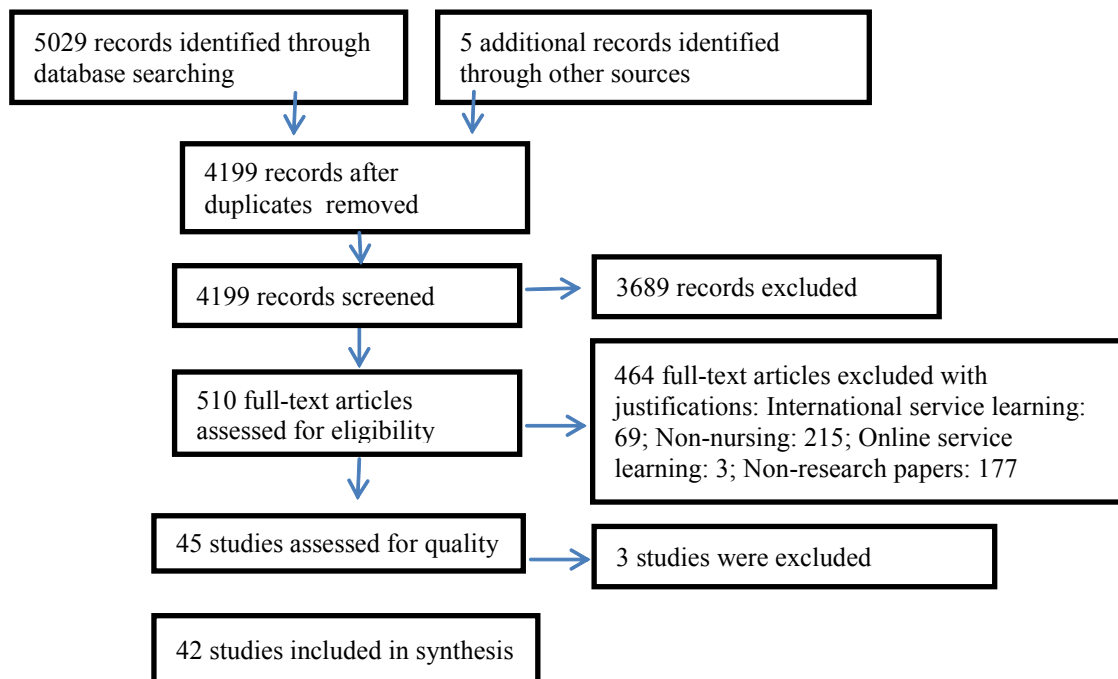 5029 records identified through
database searching
5 additional records identified
through other sources
4199 records after
duplicates removed
4199 records screened
3689 records excluded
510 full-text articles
assessed for eligibility
464 full-text articles excluded with
justifications: International service learning:
69; Non-nursing: 215; Online service
learning: 3; Non-research papers: 177
45 studies assessed for quality
3 studies were excluded
42 studies included in synthesis